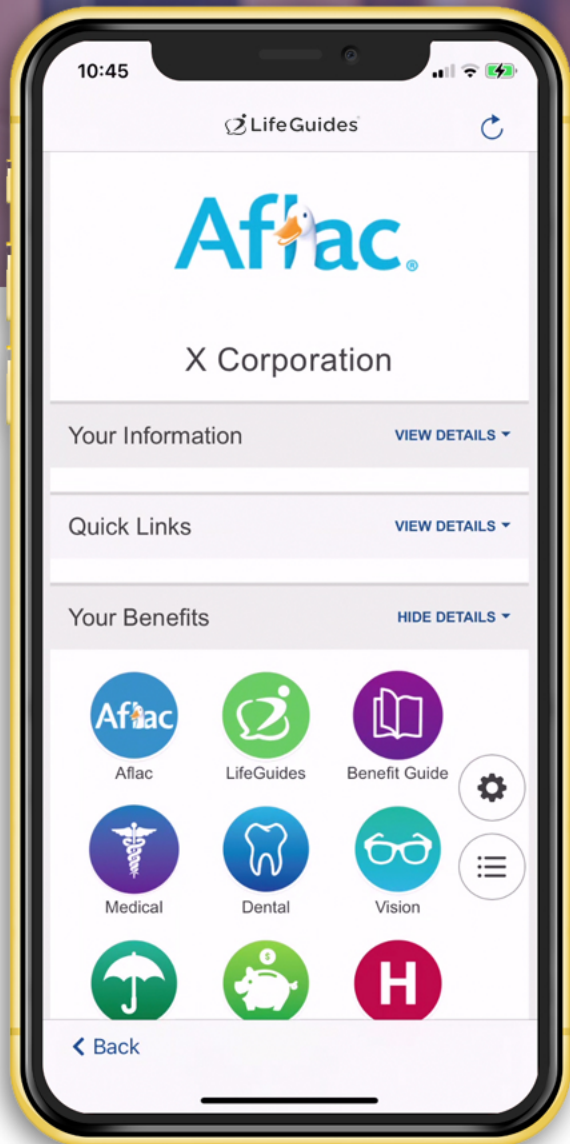 10:45
LifeGuides
Aflac®
X Corporation
Your Information VIEW DETAILS
Quick Links VIEW DETAILS
Your Benefits HIDE DETAILS
Aflac
Aflac LifeGuides Benefit Guide
Medical Dental Vision
H
Back